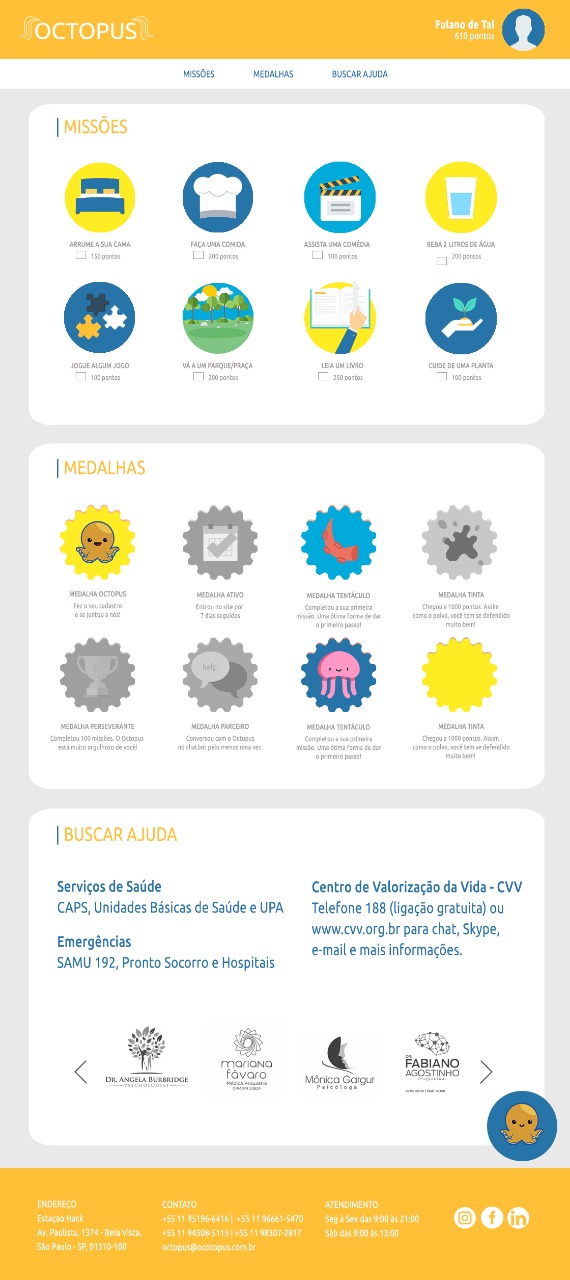 OCTOPUS
Fulano de Tal
610 pontos
MISSÕES
MEDALHAS
BUSCAR AJUDA
MISSÕES
ARRUME A SUA CAMA
150 pontos
FAÇA UMA COMIDA
200 pontos
ASSISTA UMA COMÉDIA
100 pontos
BEBA 2 LITROS DE ÁGUA
200 pontos
JOGUE ALGUM JOGO
100 pontos
VÁ A UM PARQUE/PRAÇA
200 pontos
LEIA UM LIVRO
250 pontos
CUIDE DE UMA PLANTA
100 pontos
MEDALHAS
MEDALHA OCTOPUS
Fez o seu cadastro
e se juntou a nós!
MEDALHA ATIVO
Entrou no site por
7 dias seguidos
MEDALHA TENTÁCULO
Completou a sua primeira
missão. Uma ótima forma de dar
o primeiro passo!
MEDALHA TINTA
Chegou a 1000 pontos. Assim
como o polvo, você tem se defendido
muito bem!
MEDALHA PERSEVERANTE
Completou 100 missões. O Octopus
está muito orgulhoso de você!
help!
MEDALHA PARCEIRO
Conversou com o Octopus
no chatbot pelo menos uma vez
MEDALHA TENTÁCULO
Completou a sua primeira
missão. Uma ótima forma de dar
o primeiro passo!
MEDALHA TINTA
Chegou a 1000 pontos. Assim
como o polvo, você tem se defendido
muito bem!
BUSCAR AJUDA
Serviços de Saúde
CAPS, Unidades Básicas de Saúde e UPA
Emergências
SAMU 192, Pronto Socorro e Hospitais
Centro de Valorização da Vida - CVV
Telefone 188 (ligação gratuita) ou
www.cvv.org.br para chat, Skype,
e-mail e mais informações.
DR. ANGELA BURBRIDGE
PSYCHOLOGIST
mariana
fávaro
Médica Psiquiatra
Mônica Gargur
Psicóloga
DR.
FABIANO
AGOSTINHO
PSIQUIATRA
ENDEREÇO
Estaçao Hack
Av. Paulista, 1374 - Bela Vista,
São Paulo - SP, 01310-100
CONTATO
+55 11 95196-6416 | +55 11 96661-5470
+55 11 94508-5115 | +55 11 98307-2817
octopus@ocotopus.com.br
ATENDIMENTO
Seg à Sex das 9:00 às 21:00
Sáb das 9:00 às 13:00